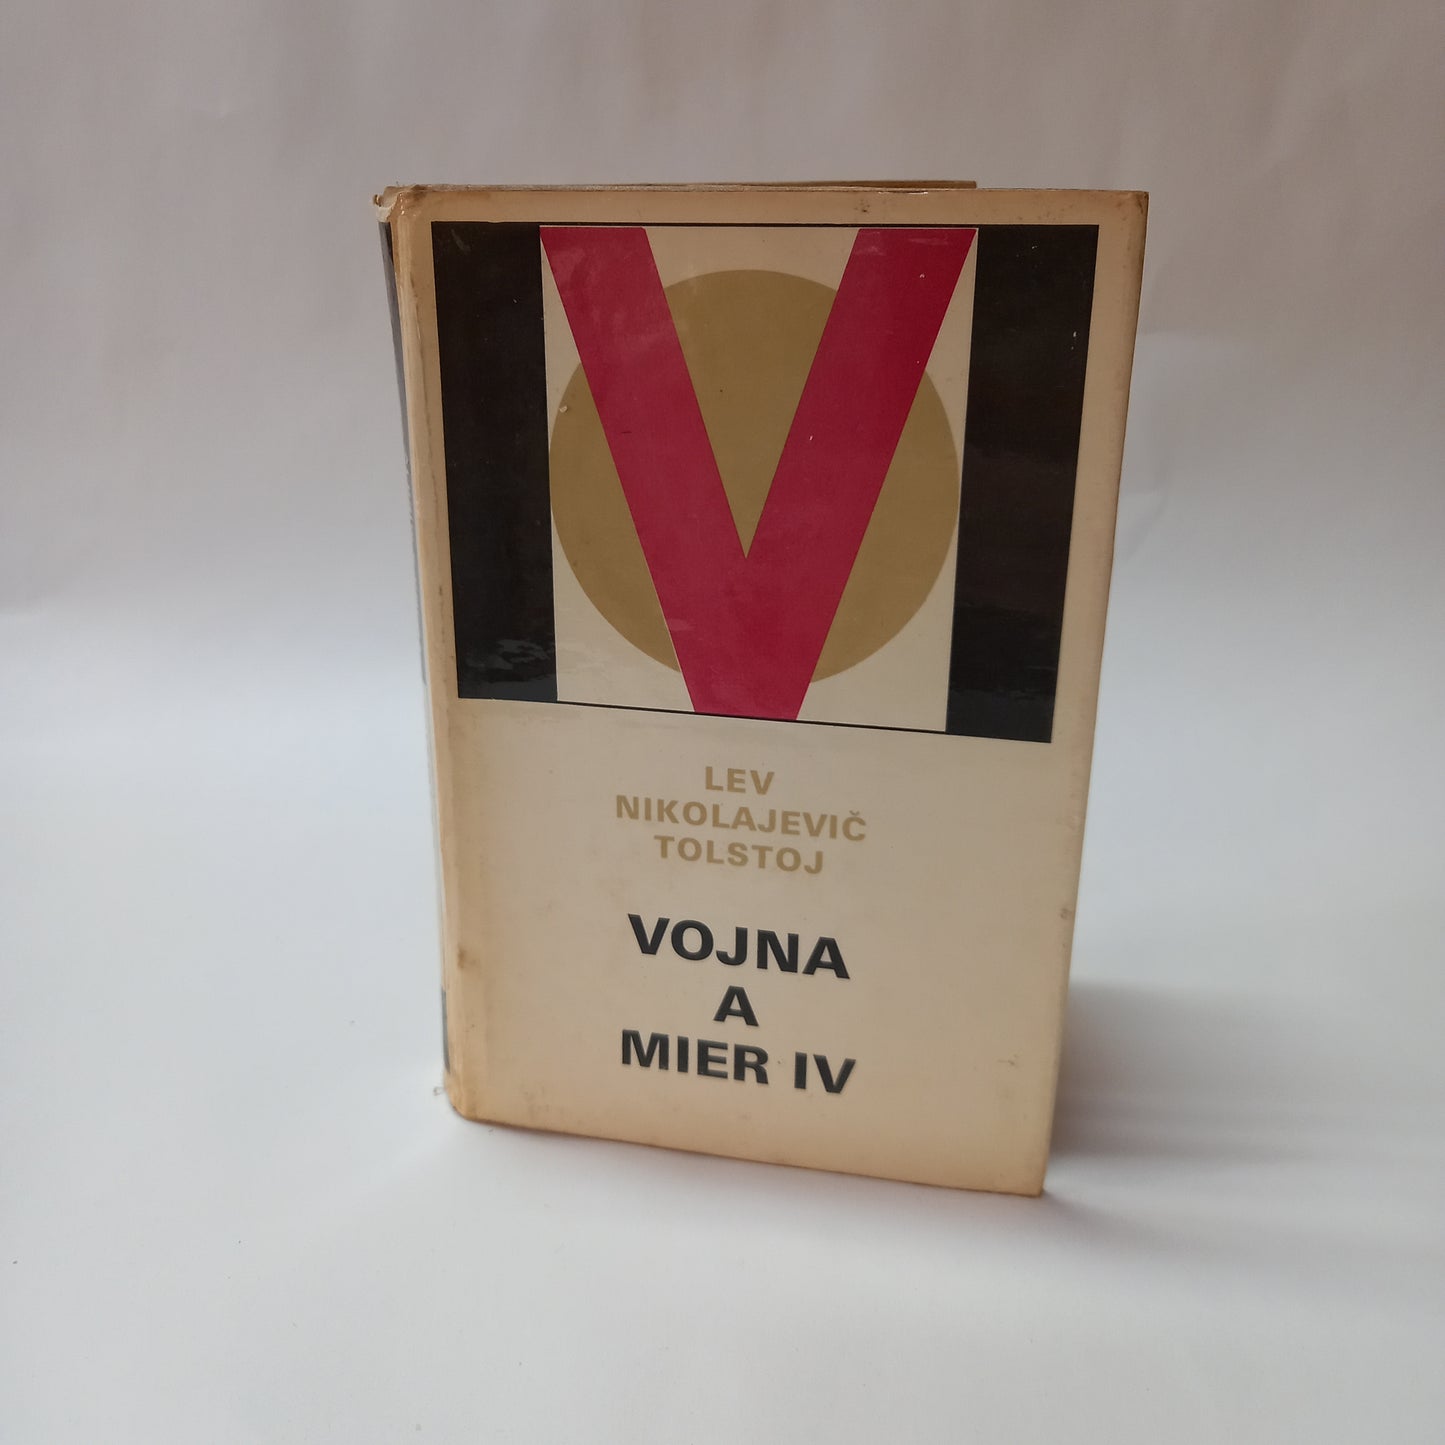 V
LEV
NIKOLAJEVIČ
TOLSTOJ
VOJNA
A
MIER IV